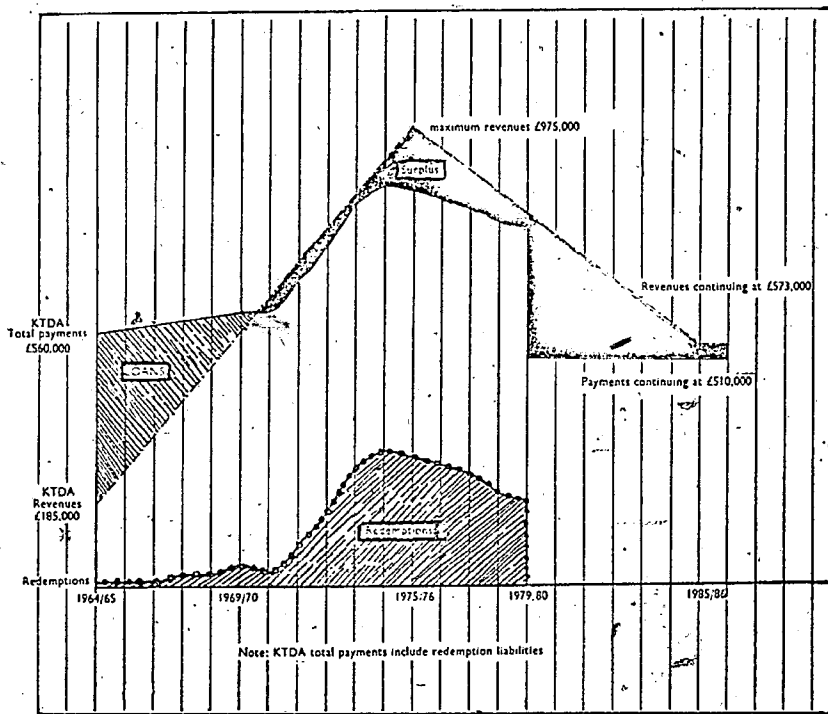 maximum revenues £975,000
Surplus
Revenues continuing at £573,000
KTDA
Total payments
£560,000
LOANS
Payments continuing at £510,000
KTDA
Revenues
£185,000
Redemptions
Redemptions
1964/65
1969/70
1975/76
1979/80
1985/86
Note: KTDA total payments include redemption liabilities